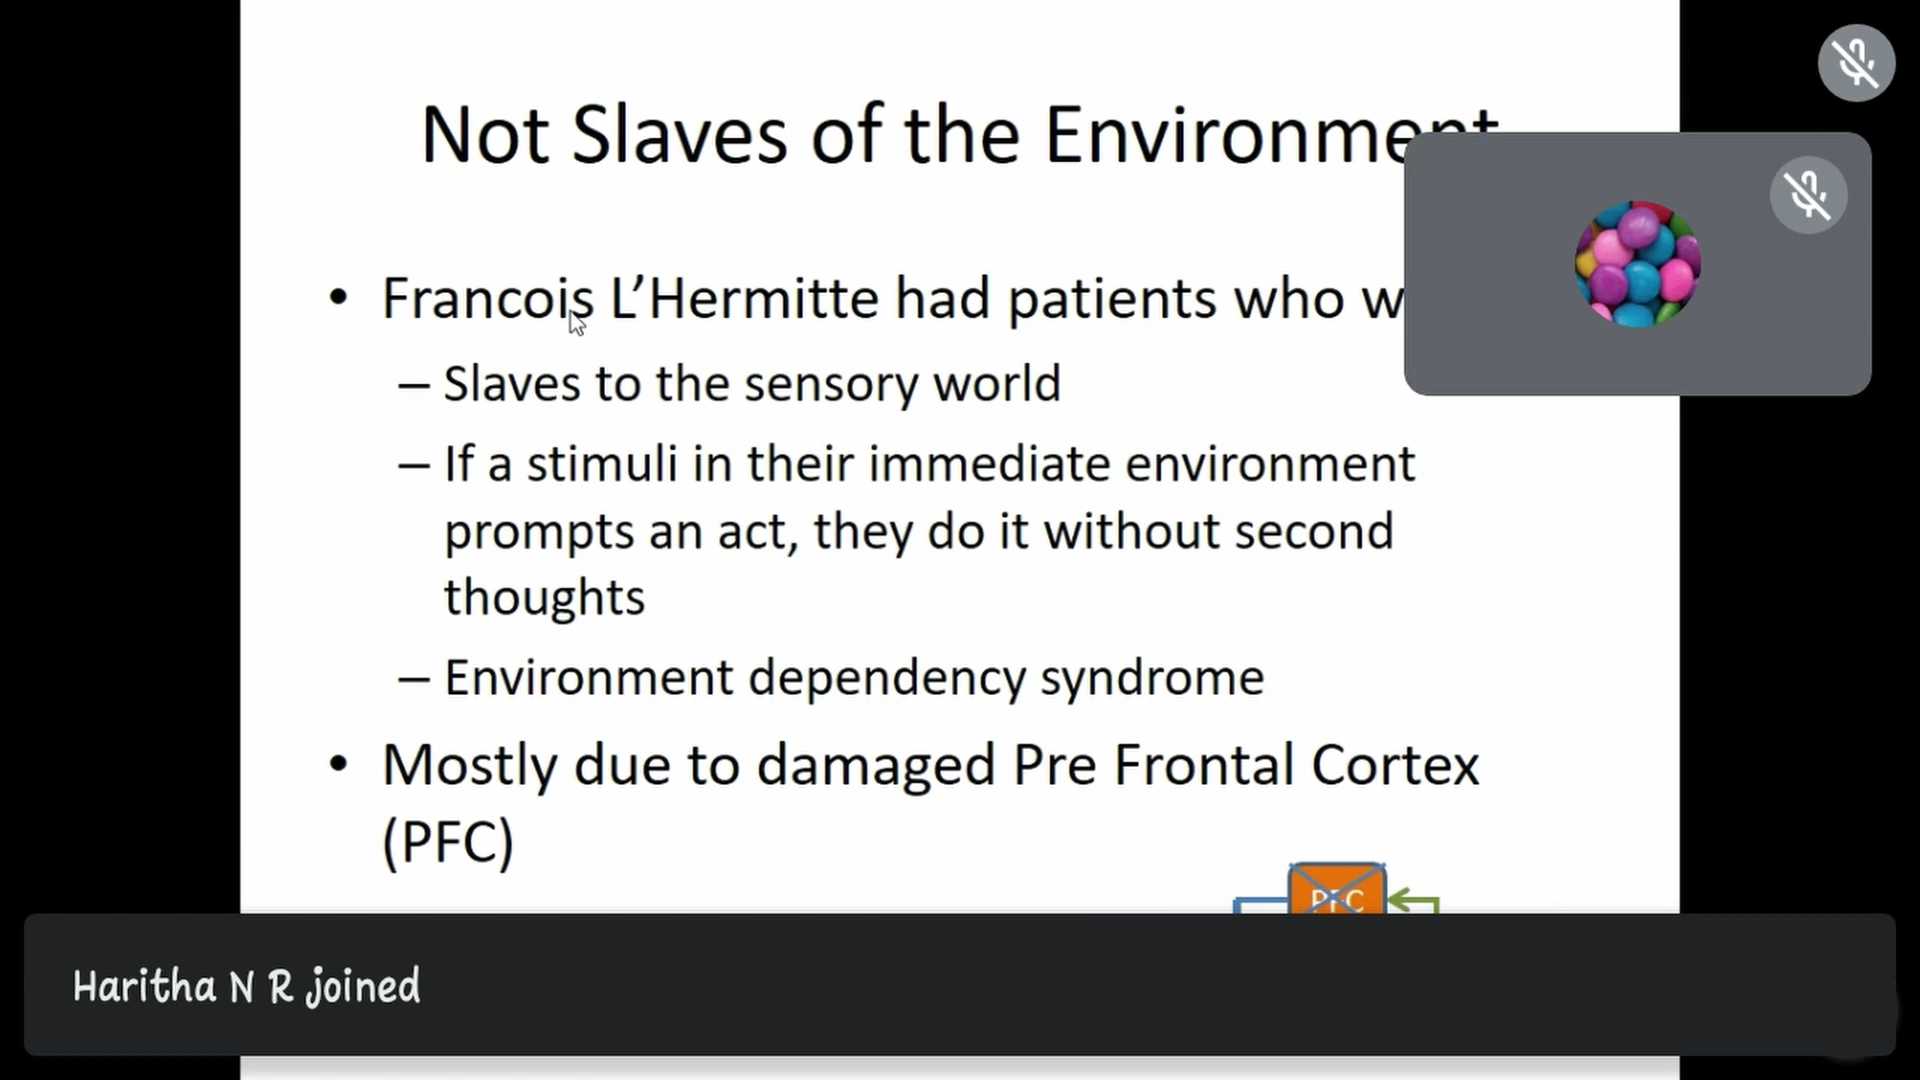 Not Slaves of the Environment
• Francois L’Hermitte had patients who
– Slaves to the sensory world
– If a stimuli in their immediate environment
prompts an act, they do it without second
thoughts
– Environment dependency syndrome
• Mostly due to damaged Pre Frontal Cortex
(PFC)
PFC
Haritha N R joined